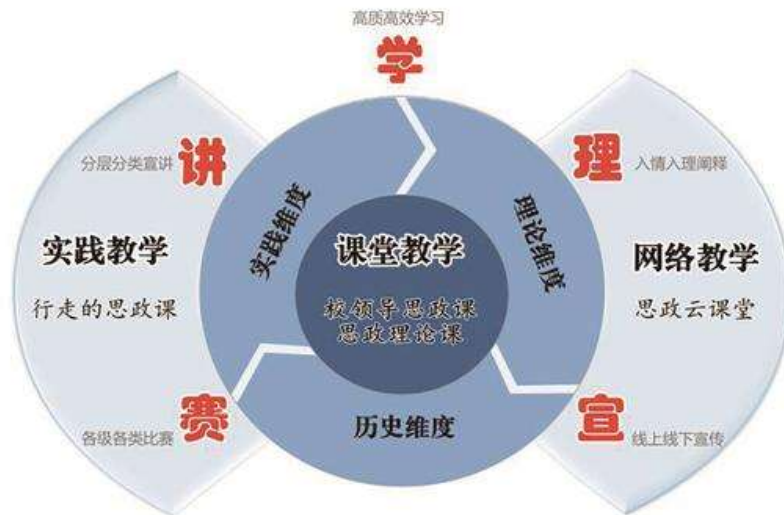 高质高效学习
学
讲
分层分类宣讲
理
入情入理阐释
实践维度
理论维度
实践教学
行走的思政课
课堂教学
校领导思政课
思政理论课
网络教学
思政云课堂
赛
各级各类比赛
历史维度
宣
线上线下宣传